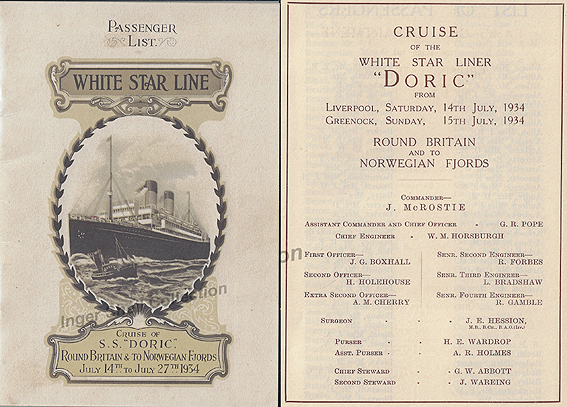 PASSENGER
LIST.
WHITE STAR LINE
CRUISE OF
S.S. "DORIC".
ROUND BRITAIN & TO NORWEGIAN FJORDS
JULY 14TH TO JULY 27TH 1934
CRUISE
OF THE
WHITE STAR LINER
"DORIC"
FROM
LIVERPOOL, SATURDAY, 14TH JULY, 1934
GREENOCK, SUNDAY, 15TH JULY, 1934
ROUND BRITAIN
AND TO
NORWEGIAN FJORDS
COMMANDER—
J. McROSTIE
ASSISTANT COMMANDER AND CHIEF OFFICER - G. R. POPE
CHIEF ENGINEER - W. M. HORSBURGH
FIRST OFFICER—
J. G. BOXHALL
SECOND OFFICER—
H. HOLEHOUSE
EXTRA SECOND OFFICER—
A. M. CHERRY
SENR. SECOND ENGINEER—
R. FORBES
SENR. THIRD ENGINEER—
L. BRADSHAW
SENR. FOURTH ENGINEER—
R. GAMBLE
SURGEON - - J. E. HESSION,
M.B., B.Ch., B.A.O.(Irs.)
PURSER - - H. E. WARDROP
ASST. PURSER - - A. R. HOLMES
CHIEF STEWARD - - G. W. ABBOTT
SECOND STEWARD - - J. WAREING